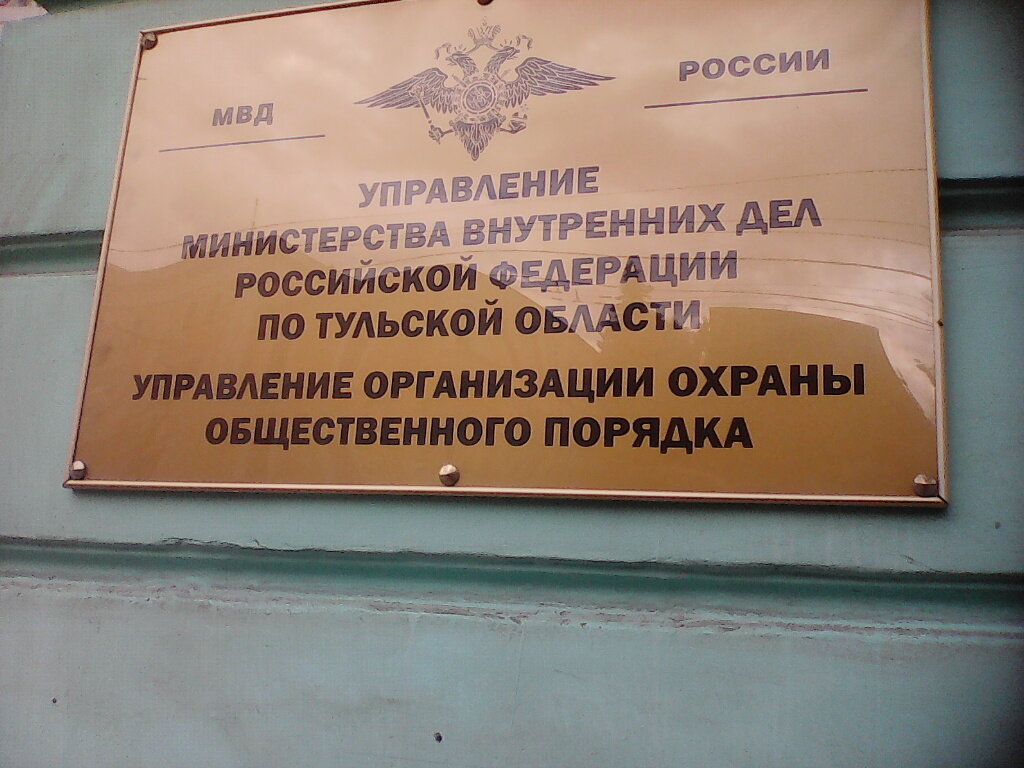 МВД
РОССИИ
УПРАВЛЕНИЕ
МИНИСТЕРСТВА ВНУТРЕННИХ ДЕЛ
РОССИЙСКОЙ ФЕДЕРАЦИИ
ПО ТУЛЬСКОЙ ОБЛАСТИ
УПРАВЛЕНИЕ ОРГАНИЗАЦИИ ОХРАНЫ
ОБЩЕСТВЕННОГО ПОРЯДКА